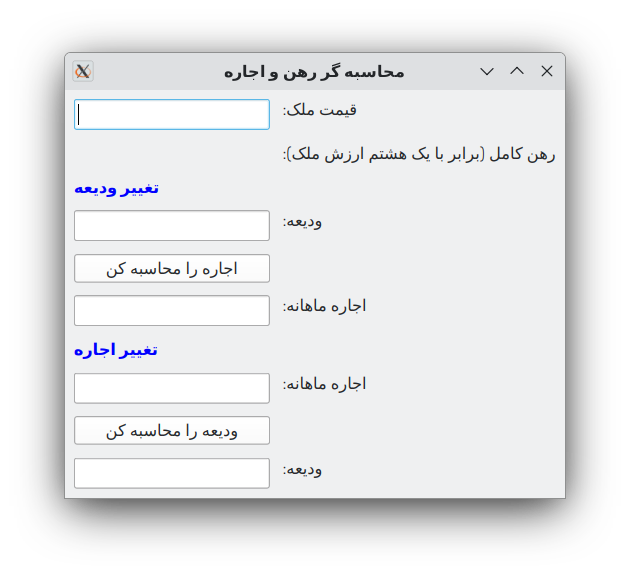 محاسبه گر رهن و اجاره
قیمت ملک:
رهن کامل (برابر با یک هشتم ارزش ملک):
تغییر ودیعه
ودیعه:
اجاره را محاسبه کن
اجاره ماهانه:
تغییر اجاره
اجاره ماهانه:
ودیعه را محاسبه کن
ودیعه: